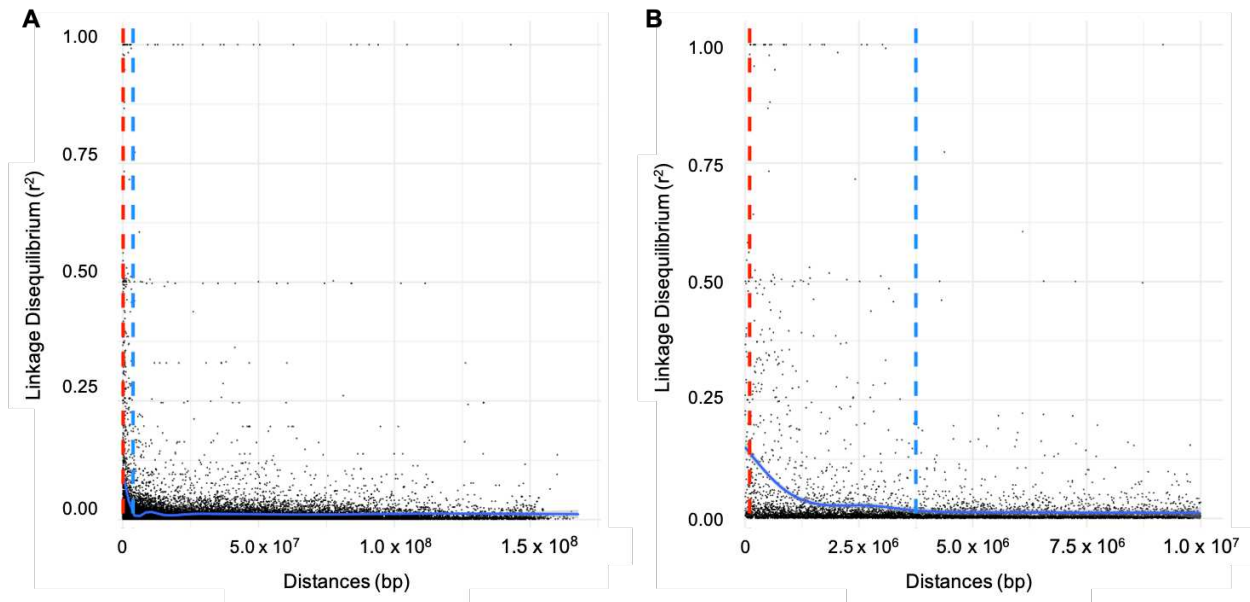 A
Linkage Disequilibrium (r²)
1.00
0.75
0.50
0.25
0.00
0
5.0 x 10⁷
1.0 x 10⁸
1.5 x 10⁸
Distances (bp)
B
Linkage Disequilibrium (r²)
1.00
0.75
0.50
0.25
0.00
0
2.5 x 10⁶
5.0 x 10⁶
7.5 x 10⁶
1.0 x 10⁷
Distances (bp)